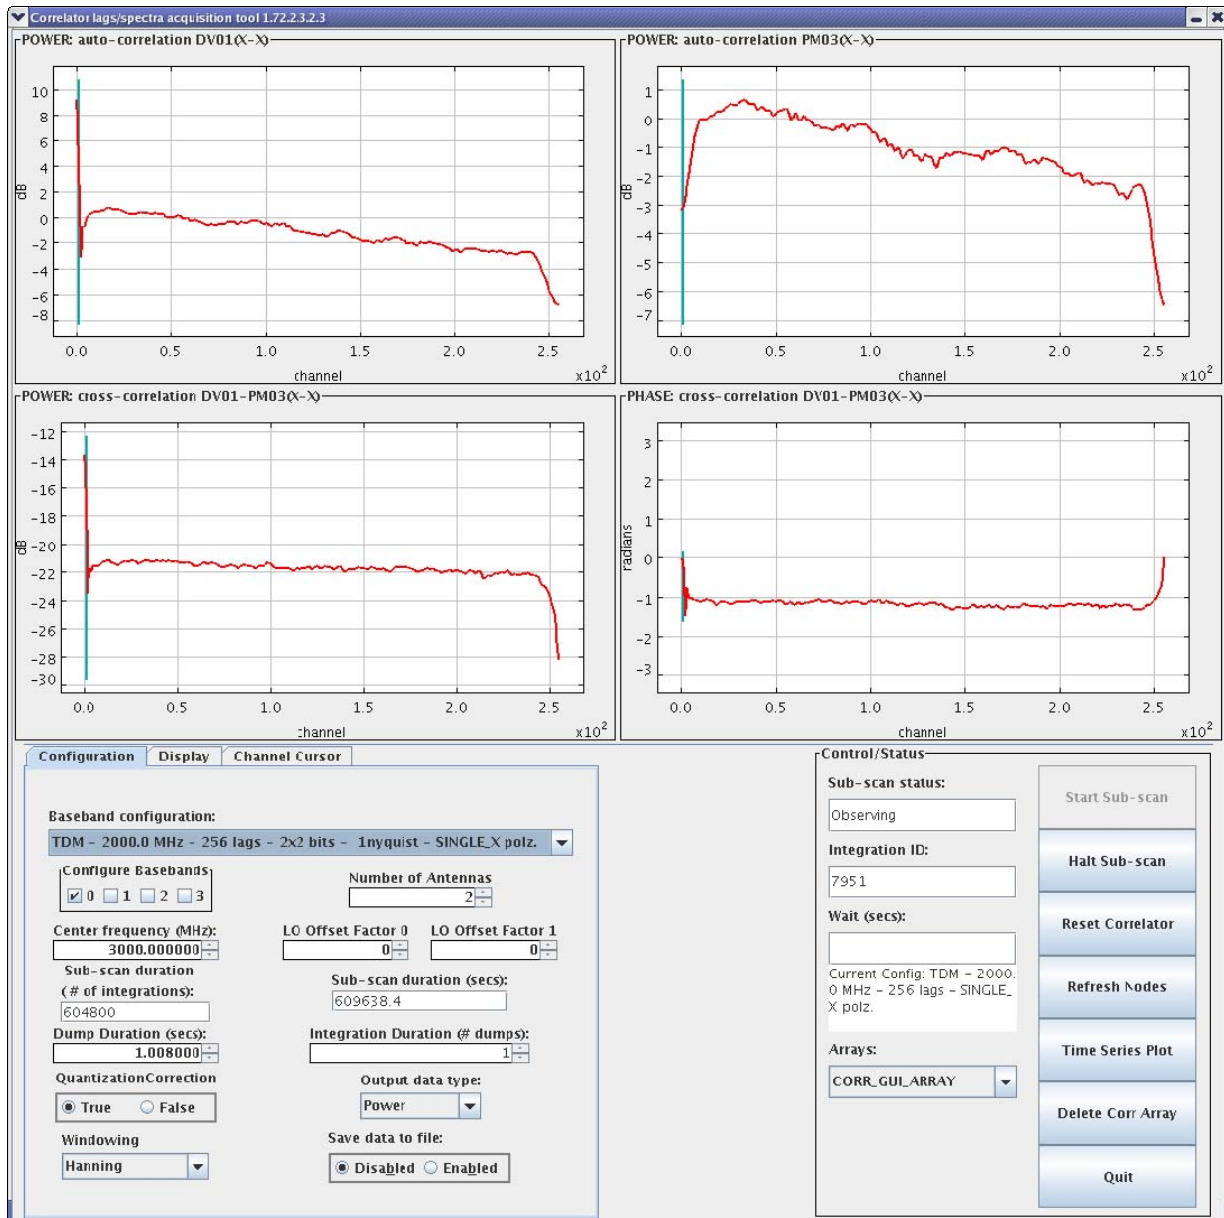 Correlator lags/spectra acquisition tool 1.72.2.3.2.3
POWER: auto-correlation DV01(X-X)
10
8
6
4
2
0
-2
-4
-6
-8
dB
0.0 0.5 1.0 1.5 2.0 2.5
channel
x10²
POWER: auto-correlation PM03(X-X)
1
0
-1
-2
-3
-4
-5
-6
-7
dB
0.0 0.5 1.0 1.5 2.0 2.5
channel
x10²
POWER: cross-correlation DV01-PM03(X-X)
-12
-14
-16
-18
-20
-22
-24
-26
-28
-30
dB
0.0 0.5 1.0 1.5 2.0 2.5
channel
x10²
PHASE: cross-correlation DV01-PM03(X-X)
3
2
1
0
-1
-2
-3
radians
0.0 0.5 1.0 1.5 2.0 2.5
channel
x10²
Configuration Display Channel Cursor
Baseband configuration:
TDM - 2000.0 MHz - 256 lags - 2x2 bits - 1nyquist - SINGLE_X polz.
Configure Basebands
0 1 2 3
Number of Antennas
2
Center frequency (MHz):
3000.000000
LO Offset Factor 0
0
LO Offset Factor 1
0
Sub-scan duration
(# of integrations):
604800
Sub-scan duration (secs):
609638.4
Dump Duration (secs):
1.008000
Integration Duration (# dumps):
1
QuantizationCorrection
True False
Output data type:
Power
Windowing
Hanning
Save data to file:
Disabled Enabled
Control/Status
Sub-scan status:
Observing
Integration ID:
7951
Wait (secs):
Current Config: TDM - 2000.
0 MHz - 256 lags - SINGLE_
X polz.
Arrays:
CORR_GUI_ARRAY
Start Sub-scan
Halt Sub-scan
Reset Correlator
Refresh Nodes
Time Series Plot
Delete Corr Array
Quit